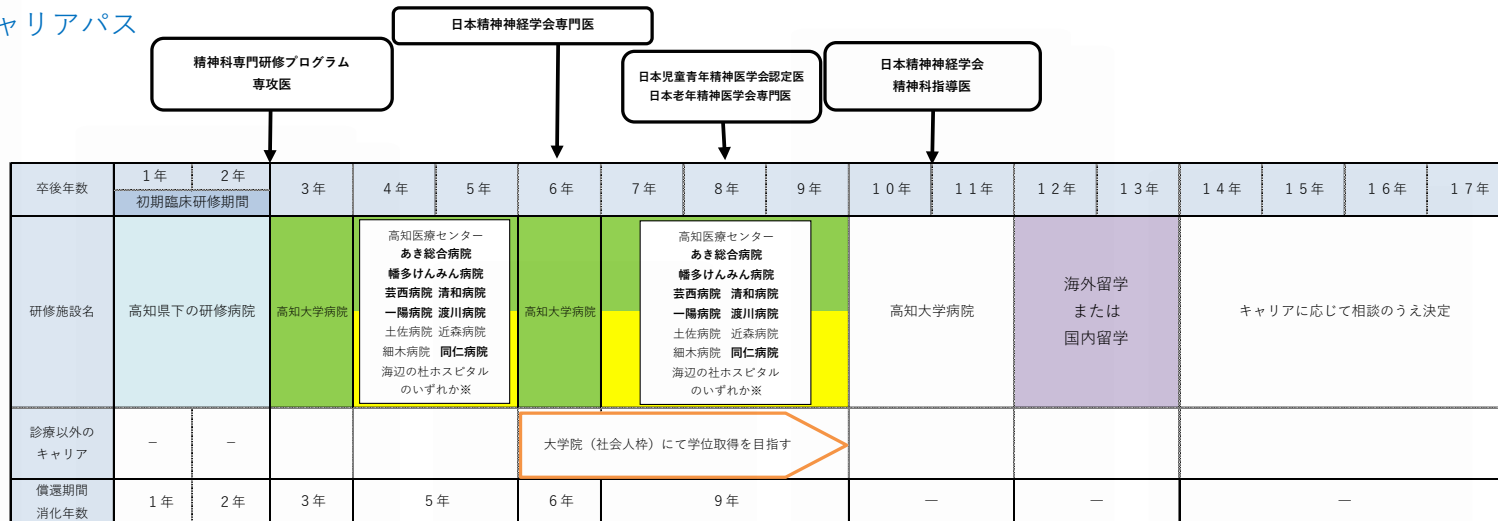 ャリアパス
日本精神神経学会専門医
精神科専門研修プログラム
専攻医
日本児童青年精神医学会認定医
日本老年精神医学会専門医
日本精神神経学会
精神科指導医
卒後年数
1年
2年
初期臨床研修期間
3年
4年
5年
6年
7年
8年
9年
10年
11年
12年
13年
14年
15年
16年
17年
研修施設名
高知県下の研修病院
高知大学病院
高知医療センター
あき総合病院
幡多けんみん病院
芸西病院 清和病院
一陽病院 渡川病院
土佐病院 近森病院
細木病院 同仁病院
海辺の杜ホスピタル
のいずれか※
高知大学病院
高知医療センター
あき総合病院
幡多けんみん病院
芸西病院 清和病院
一陽病院 渡川病院
土佐病院 近森病院
細木病院 同仁病院
海辺の杜ホスピタル
のいずれか※
高知大学病院
海外留学
または
国内留学
キャリアに応じて相談のうえ決定
診療以外の
キャリア
–
–
大学院（社会人枠）にて学位取得を目指す
償還期間
消化年数
1年
2年
3年
5年
6年
9年
―
―
―